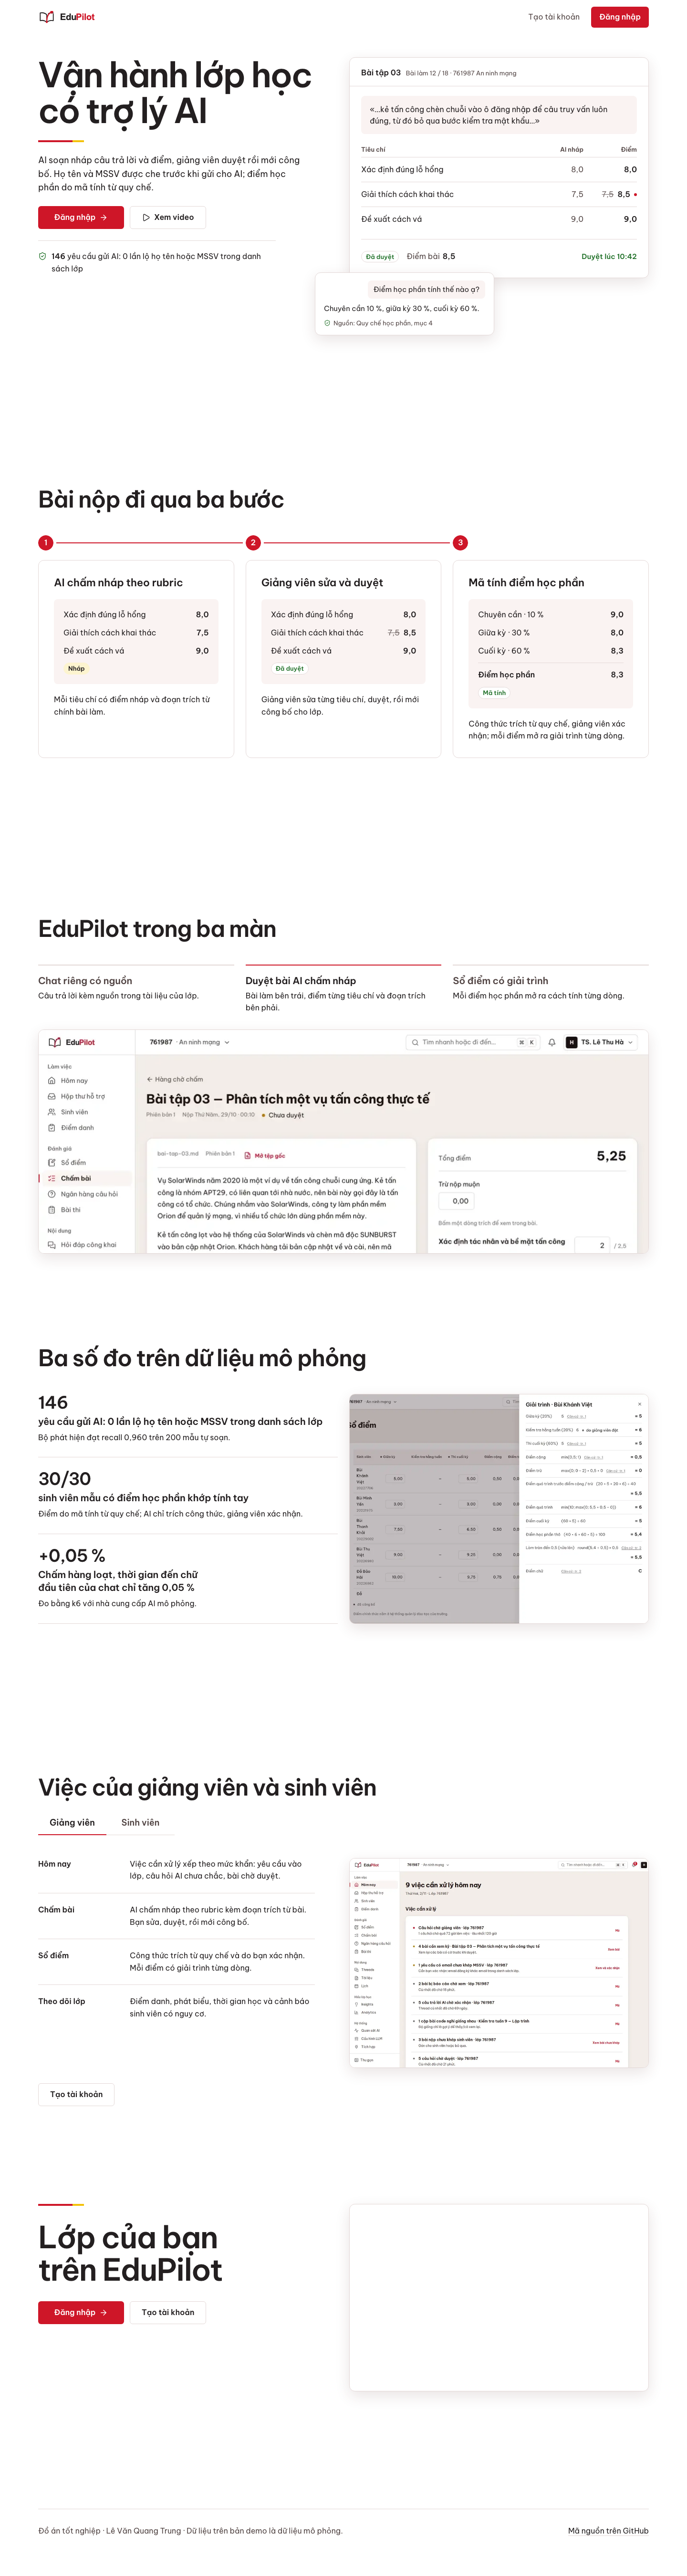 EduPilot
Tạo tài khoản
Đăng nhập
Vận hành lớp học
có trợ lý AI
AI soạn nháp câu trả lời và điểm, giảng viên duyệt rồi mới công
bố. Họ tên và MSSV được che trước khi gửi cho AI; điểm học
phần do mã tính từ quy chế.
Đăng nhập
Xem video
146 yêu cầu gửi AI: 0 lần lộ họ tên hoặc MSSV trong danh
sách lớp
Bài tập 03 Bài làm 12 / 18 · 761987 An ninh mạng
«…kẻ tấn công chèn chuỗi vào ô đăng nhập để câu truy vấn luôn
đúng, từ đó bỏ qua bước kiểm tra mật khẩu…»
Tiêu chí AI nháp Điểm
Xác định đúng lỗ hổng 8,0 8,0
Giải thích cách khai thác 7,5 7,5 8,5
Đề xuất cách vá 9,0 9,0
Đã duyệt Điểm bài 8,5 Duyệt lúc 10:42
Điểm học phần tính thế nào ạ?
Chuyên cần 10 %, giữa kỳ 30 %, cuối kỳ 60 %.
Nguồn: Quy chế học phần, mục 4
Bài nộp đi qua ba bước
1 2 3
AI chấm nháp theo rubric
Xác định đúng lỗ hổng 8,0
Giải thích cách khai thác 7,5
Đề xuất cách vá 9,0
Nháp
Mỗi tiêu chí có điểm nháp và đoạn trích từ
chính bài làm.
Giảng viên sửa và duyệt
Xác định đúng lỗ hổng 8,0
Giải thích cách khai thác 7,5 8,5
Đề xuất cách vá 9,0
Đã duyệt
Giảng viên sửa từng tiêu chí, duyệt, rồi mới
công bố cho lớp.
Mã tính điểm học phần
Chuyên cần · 10 % 9,0
Giữa kỳ · 30 % 8,0
Cuối kỳ · 60 % 8,3
Điểm học phần 8,3
Mã tính
Công thức trích từ quy chế, giảng viên xác
nhận; mỗi điểm mở ra giải trình từng dòng.
EduPilot trong ba màn
Chat riêng có nguồn
Câu trả lời kèm nguồn trong tài liệu của lớp.
Duyệt bài AI chấm nháp
Bài làm bên trái, điểm từng tiêu chí và đoạn trích
bên phải.
Sổ điểm có giải trình
Mỗi điểm học phần mở ra cách tính từng dòng.
EduPilot
761987 · An ninh mạng
Tìm nhanh hoặc đi đến... ⌘ K
H TS. Lê Thu Hà
Làm việc
Hôm nay
Hộp thư hỗ trợ
Sinh viên
Điểm danh
Đánh giá
Sổ điểm
Chấm bài
Ngân hàng câu hỏi
Bài thi
Nội dung
Hỏi đáp công khai
Hàng chờ chấm
Bài tập 03 — Phân tích một vụ tấn công thực tế
Phiên bản 1 Nộp Thứ Năm, 29/10 · 00:10 Chưa duyệt
bai-tap-03.md Phiên bản 1 Mở tệp gốc
Vụ SolarWinds năm 2020 là một ví dụ về tấn công chuỗi cung ứng. Kẻ tấn
công là nhóm APT29, có liên quan tới nhà nước, nên bài này gọi đây là tấn
công có tổ chức. Chúng nhắm vào SolarWinds, công ty làm phần mềm
Orion để quản lý mạng, vì nhiều tổ chức lớn dùng phần mềm này.
Kẻ tấn công lọt vào hệ thống của SolarWinds và chèn mã độc SUNBURST
vào bản cập nhật Orion. Khách hàng tải bản cập nhật về và cài, nên mã
Tổng điểm 5,25
Trừ nộp muộn
0,00
Bấm một dòng trích để xem trong bài.
Xác định tác nhân và bề mặt tấn công 2 / 2.5
Ba số đo trên dữ liệu mô phỏng
146
yêu cầu gửi AI: 0 lần lộ họ tên hoặc MSSV trong danh sách lớp
Bộ phát hiện đạt recall 0,960 trên 200 mẫu tự soạn.
30/30
sinh viên mẫu có điểm học phần khớp tính tay
Điểm do mã tính từ quy chế; AI chỉ trích công thức, giảng viên xác nhận.
+0,05 %
Chấm hàng loạt, thời gian đến chữ
đầu tiên của chat chỉ tăng 0,05 %
Đo bằng k6 với nhà cung cấp AI mô phỏng.
Sổ điểm
Giải trình · Bùi Khánh Việt
Việc của giảng viên và sinh viên
Giảng viên Sinh viên
Hôm nay Việc cần xử lý xếp theo mức khẩn: yêu cầu vào
lớp, câu hỏi AI chưa chắc, bài chờ duyệt.
Chấm bài AI chấm nháp theo rubric kèm đoạn trích từ bài.
Bạn sửa, duyệt, rồi mới công bố.
Sổ điểm Công thức trích từ quy chế và do bạn xác nhận.
Mỗi điểm có giải trình từng dòng.
Theo dõi lớp Điểm danh, phát biểu, thời gian học và cảnh báo
sinh viên có nguy cơ.
EduPilot
761987 · An ninh mạng
9 việc cần xử lý hôm nay
Việc cần xử lý
Tạo tài khoản
Lớp của bạn
trên EduPilot
Đăng nhập
Tạo tài khoản
Đồ án tốt nghiệp · Lê Văn Quang Trung · Dữ liệu trên bản demo là dữ liệu mô phỏng.
Mã nguồn trên GitHub